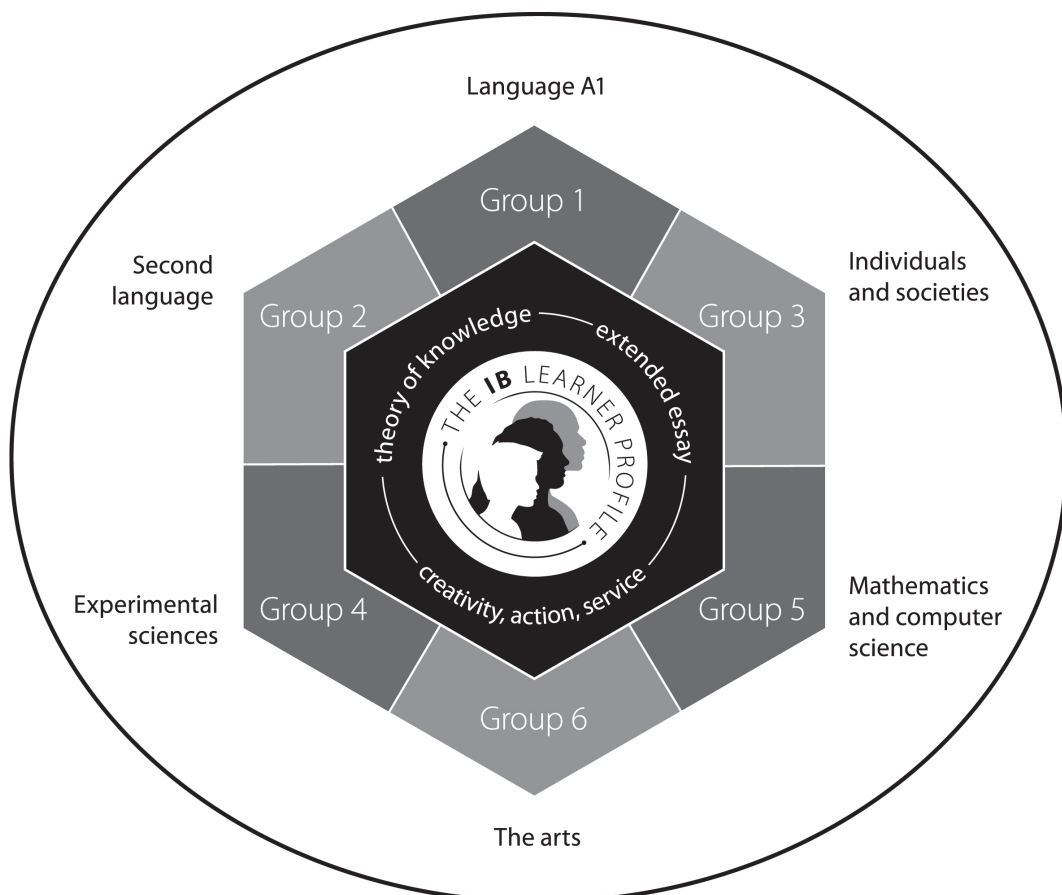 Language A1
Group 1
Second
language
Group 2
Individuals
and societies
Group 3
theory of knowledge
extended essay
THE IB LEARNER PROFILE
creativity, action, service
Experimental
sciences
Group 4
Group 5
Mathematics
and computer
science
Group 6
The arts